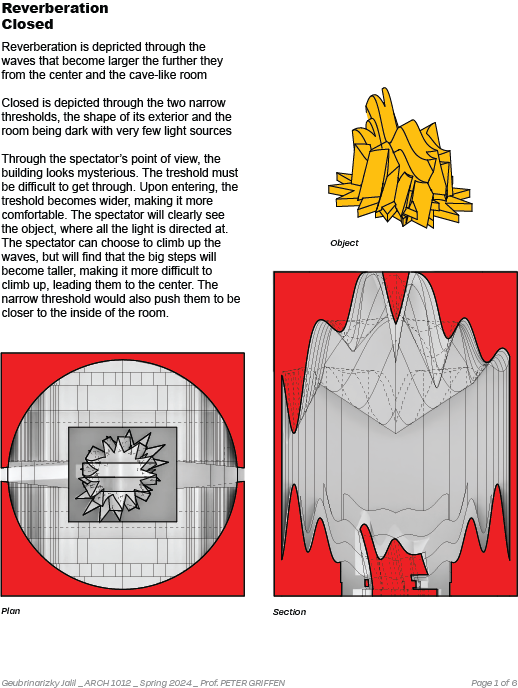 Reverberation
Closed
Reverberation is depricted through the
waves that become larger the further they
from the center and the cave-like room
Closed is depicted through the two narrow
thresholds, the shape of its exterior and the
room being dark with very few light sources
Through the spectator's point of view, the
building looks mysterious. The treshold must
be difficult to get through. Upon entering, the
treshold becomes wider, making it more
comfortable. The spectator will clearly see
the object, where all the light is directed at.
The spectator can choose to climb up the
waves, but will find that the big steps will
become taller, making it more difficult to
climb up, leading them to the center. The
narrow threshold would also push them to be
closer to the inside of the room.
Object
Plan
Section
Geubrinarizky Jalil _ ARCH 1012 _ Spring 2024 _ Prof. PETER GRIFFEN
Page 1 of 6